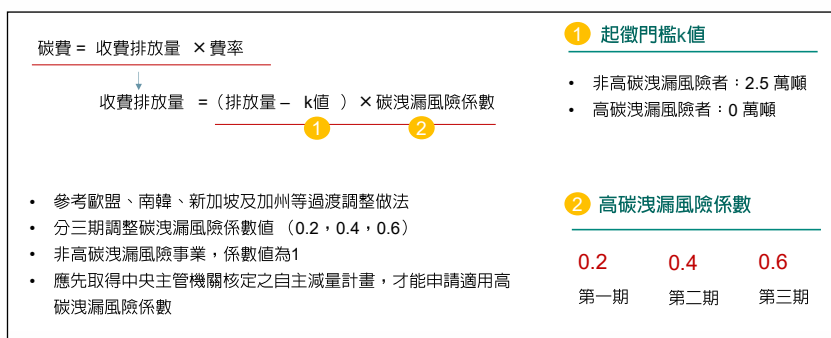 碳費 = 收費排放量 × 費率
收費排放量 =(排放量 – k值 ) × 碳洩漏風險係數
1 2
• 參考歐盟、南韓、新加坡及加州等過渡調整做法
• 分三期調整碳洩漏風險係數值 (0.2,0.4,0.6)
• 非高碳洩漏風險事業,係數值為1
• 應先取得中央主管機關核定之自主減量計畫,才能申請適用高
碳洩漏風險係數
1 起徵門檻k值
• 非高碳洩漏風險者:2.5 萬噸
• 高碳洩漏風險者:0 萬噸
2 高碳洩漏風險係數
0.2 0.4 0.6
第一期 第二期 第三期